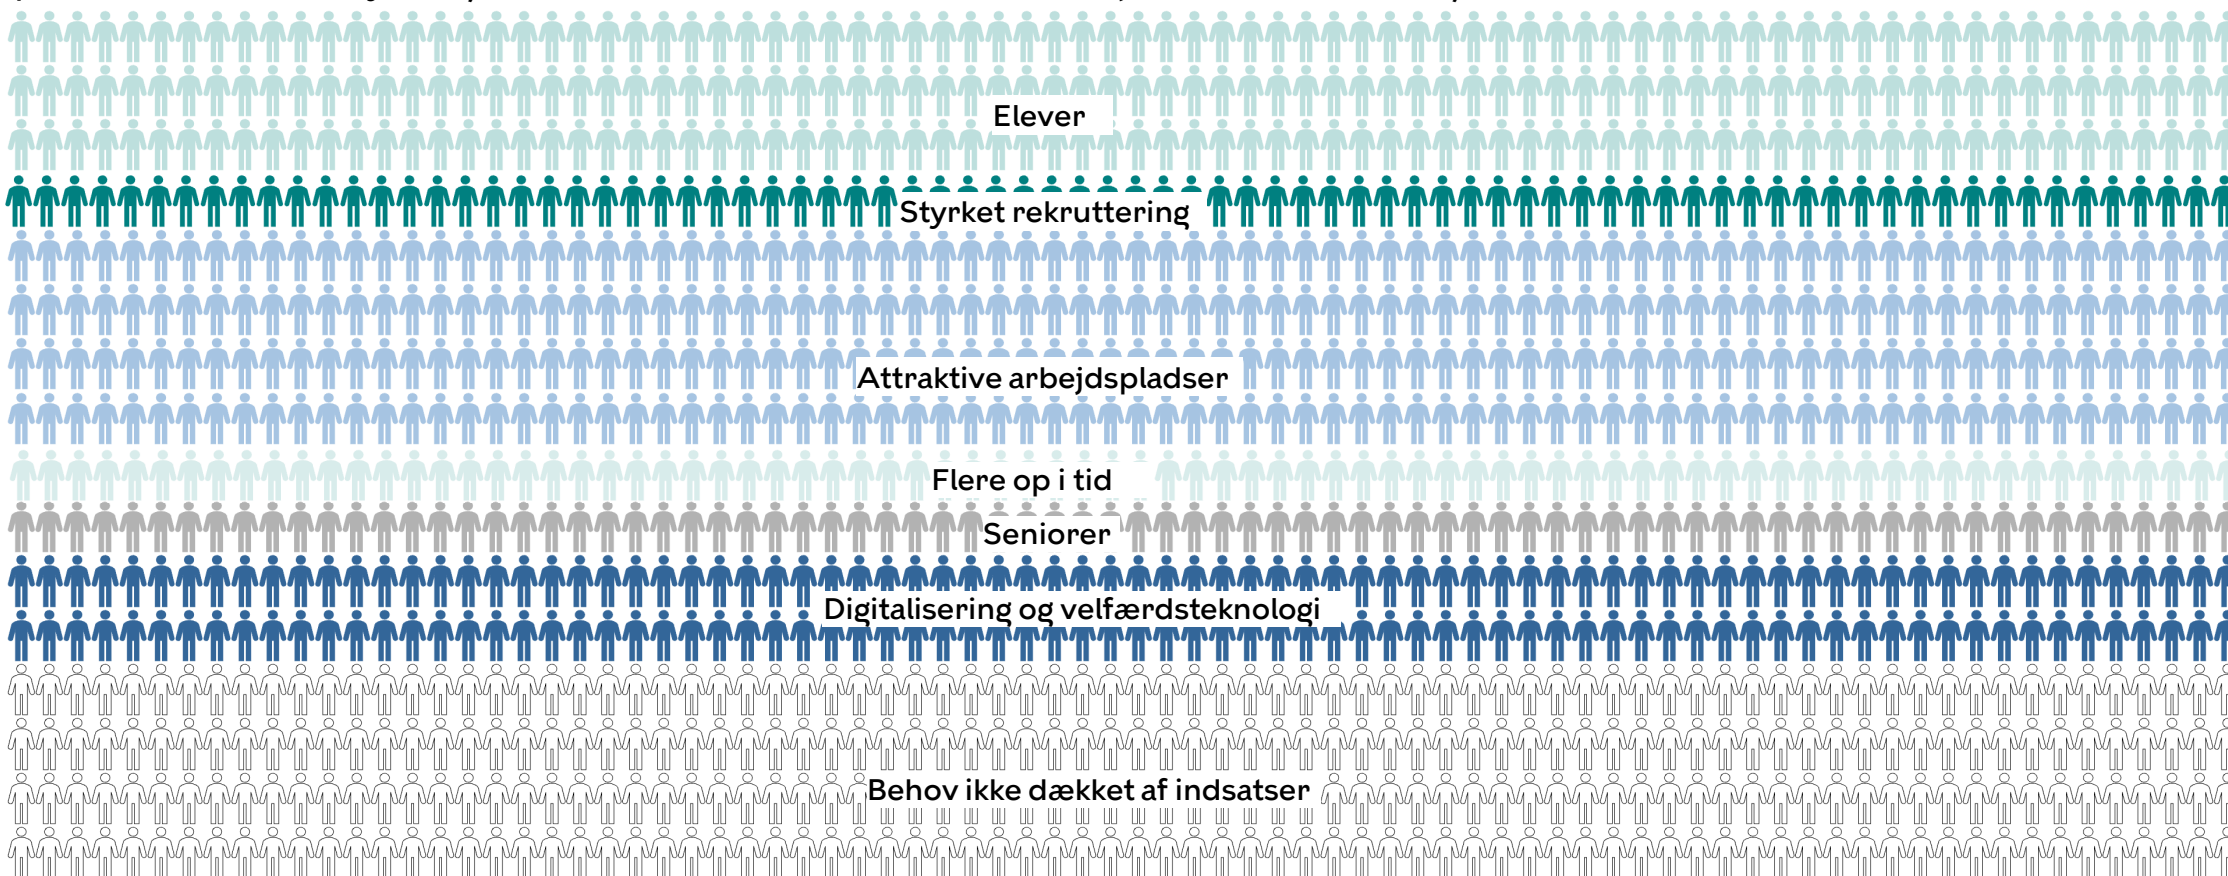 Elever
Styrket rekruttering
Attraktive arbejdspladser
Flere op i tid
Seniorer
Digitalisering og velfærdsteknologi
Behov ikke dækket af indsatser